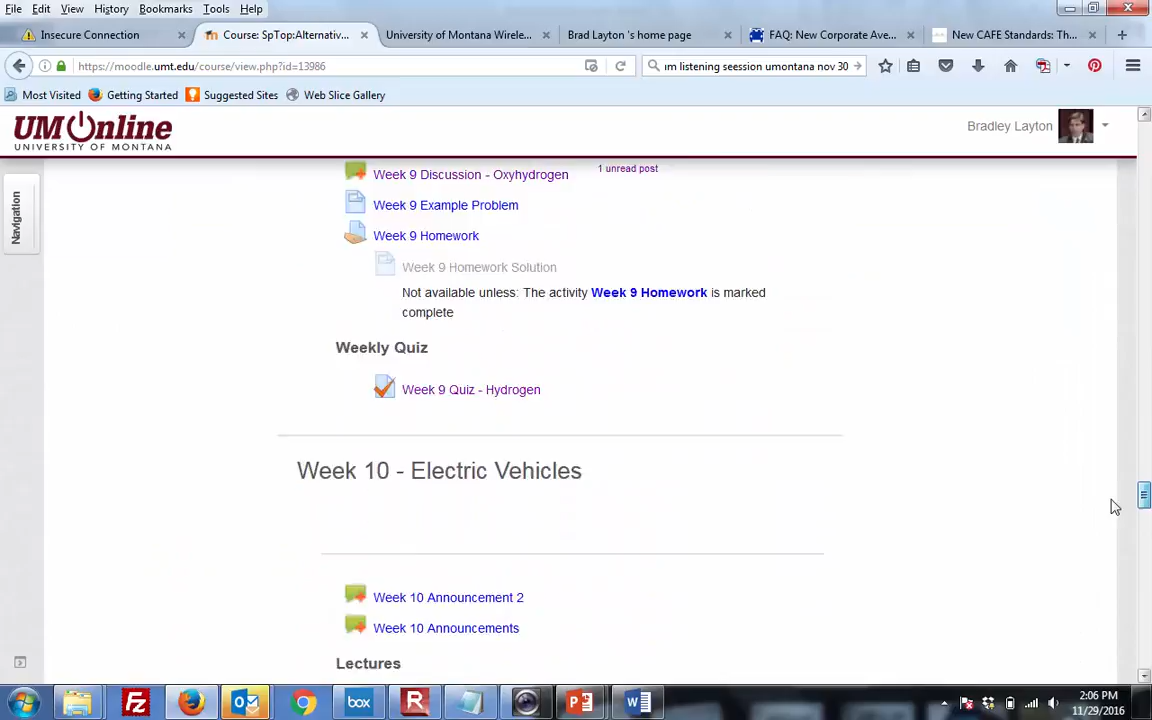 File Edit View History Bookmarks Tools Help
Insecure Connection
Course: SpTop:Alternativ...
University of Montana Wirele...
Brad Layton 's home page
FAQ: New Corporate Ave...
New CAFE Standards: Th...
https://moodle.umt.edu/course/view.php?id=13986
um listening seession umontana nov 30
Most Visited Getting Started Suggested Sites Web Slice Gallery
UMOnline
UNIVERSITY OF MONTANA
Bradley Layton
Navigation
Week 9 Discussion - Oxyhydrogen 1 unread post
Week 9 Example Problem
Week 9 Homework
Week 9 Homework Solution
Not available unless: The activity Week 9 Homework is marked
complete
Weekly Quiz
Week 9 Quiz - Hydrogen
Week 10 - Electric Vehicles
Week 10 Announcement 2
Week 10 Announcements
Lectures
box
2:06 PM
11/29/2016